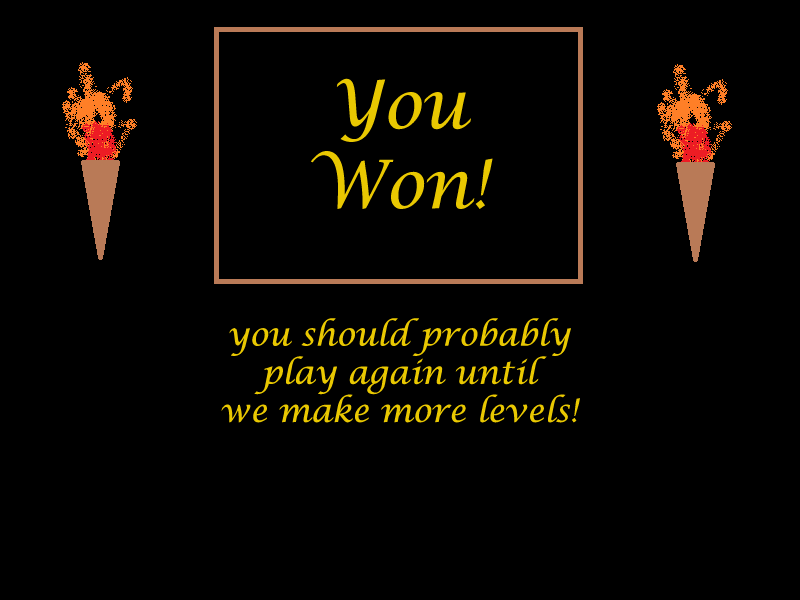 You
Won!
you should probably
play again until
we make more levels!